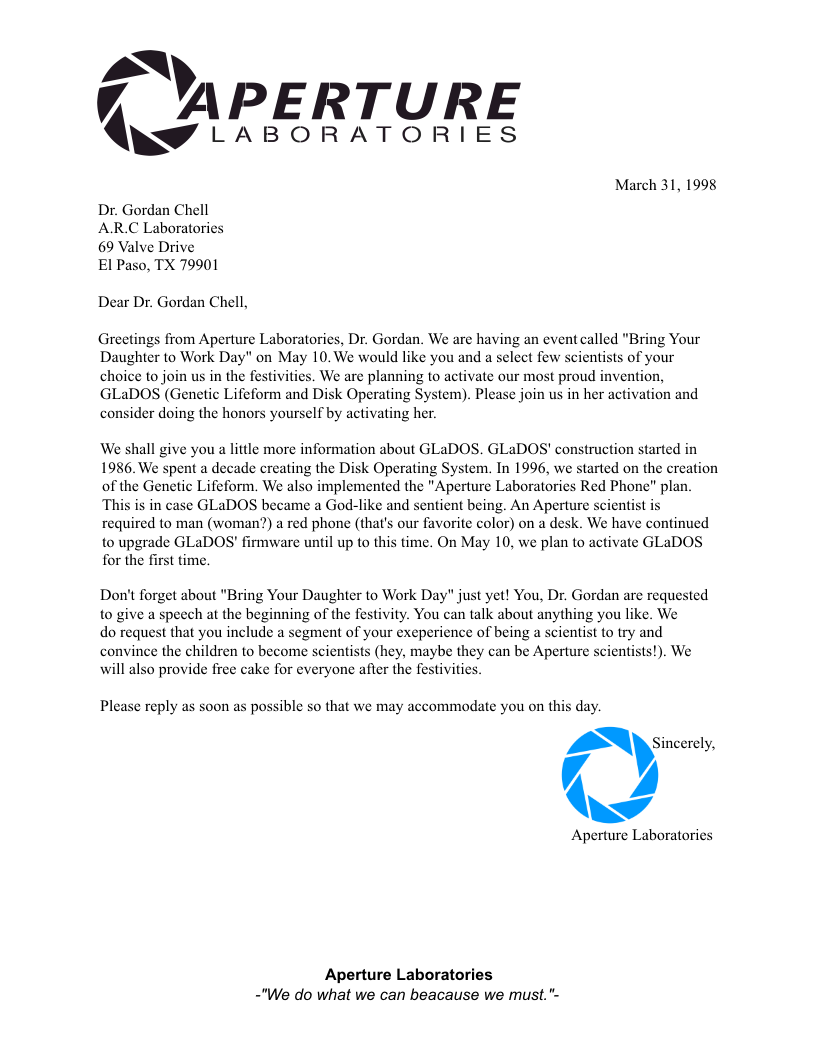 APERTURE
LABORATORIES
March 31, 1998
Dr. Gordan Chell
A.R.C Laboratories
69 Valve Drive
El Paso, TX 79901
Dear Dr. Gordan Chell,
Greetings from Aperture Laboratories, Dr. Gordan. We are having an event called "Bring Your
Daughter to Work Day" on May 10. We would like you and a select few scientists of your
choice to join us in the festivities. We are planning to activate our most proud invention,
GLaDOS (Genetic Lifeform and Disk Operating System). Please join us in her activation and
consider doing the honors yourself by activating her.
We shall give you a little more information about GLaDOS. GLaDOS' construction started in
1986. We spent a decade creating the Disk Operating System. In 1996, we started on the creation
of the Genetic Lifeform. We also implemented the "Aperture Laboratories Red Phone" plan.
This is in case GLaDOS became a God-like and sentient being. An Aperture scientist is
required to man (woman?) a red phone (that's our favorite color) on a desk. We have continued
to upgrade GLaDOS' firmware until up to this time. On May 10, we plan to activate GLaDOS
for the first time.
Don't forget about "Bring Your Daughter to Work Day" just yet! You, Dr. Gordan are requested
to give a speech at the beginning of the festivity. You can talk about anything you like. We
do request that you include a segment of your exeperience of being a scientist to try and
convince the children to become scientists (hey, maybe they can be Aperture scientists!). We
will also provide free cake for everyone after the festivities.
Please reply as soon as possible so that we may accommodate you on this day.
Sincerely,
Aperture Laboratories
Aperture Laboratories
-"We do what we can beacause we must."-